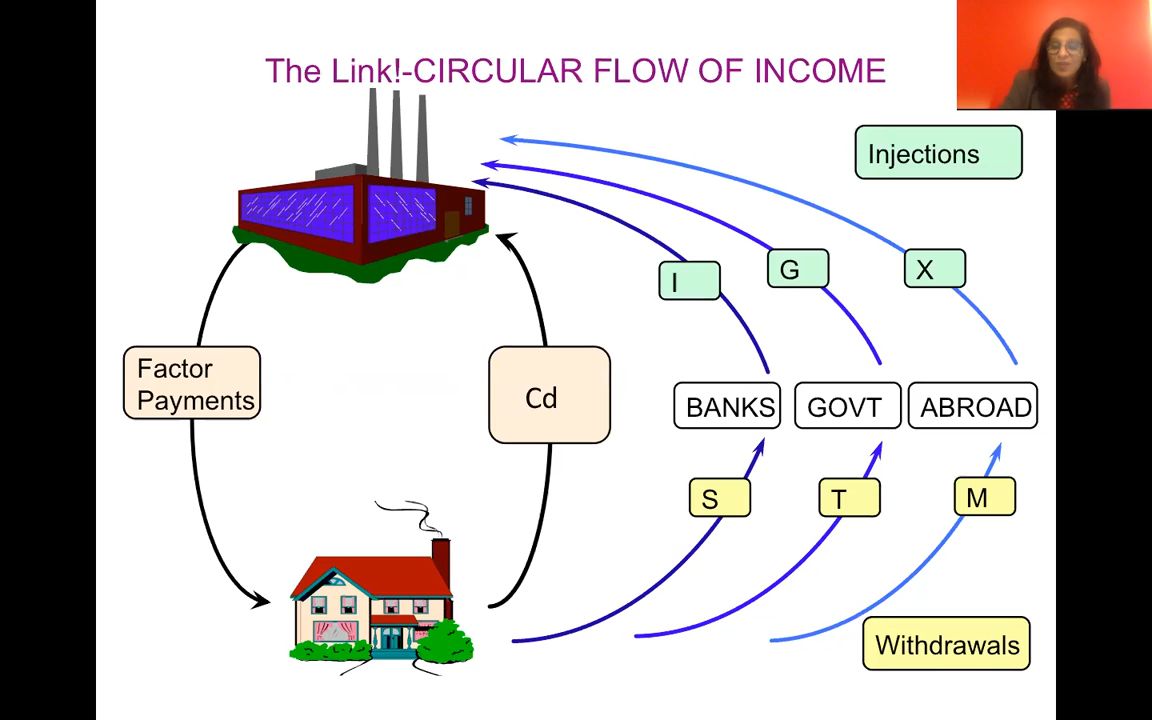 The Link!-CIRCULAR FLOW OF INCOME
Injections
I
G
X
Factor
Payments
Cd
BANKS
GOVT
ABROAD
S
T
M
Withdrawals